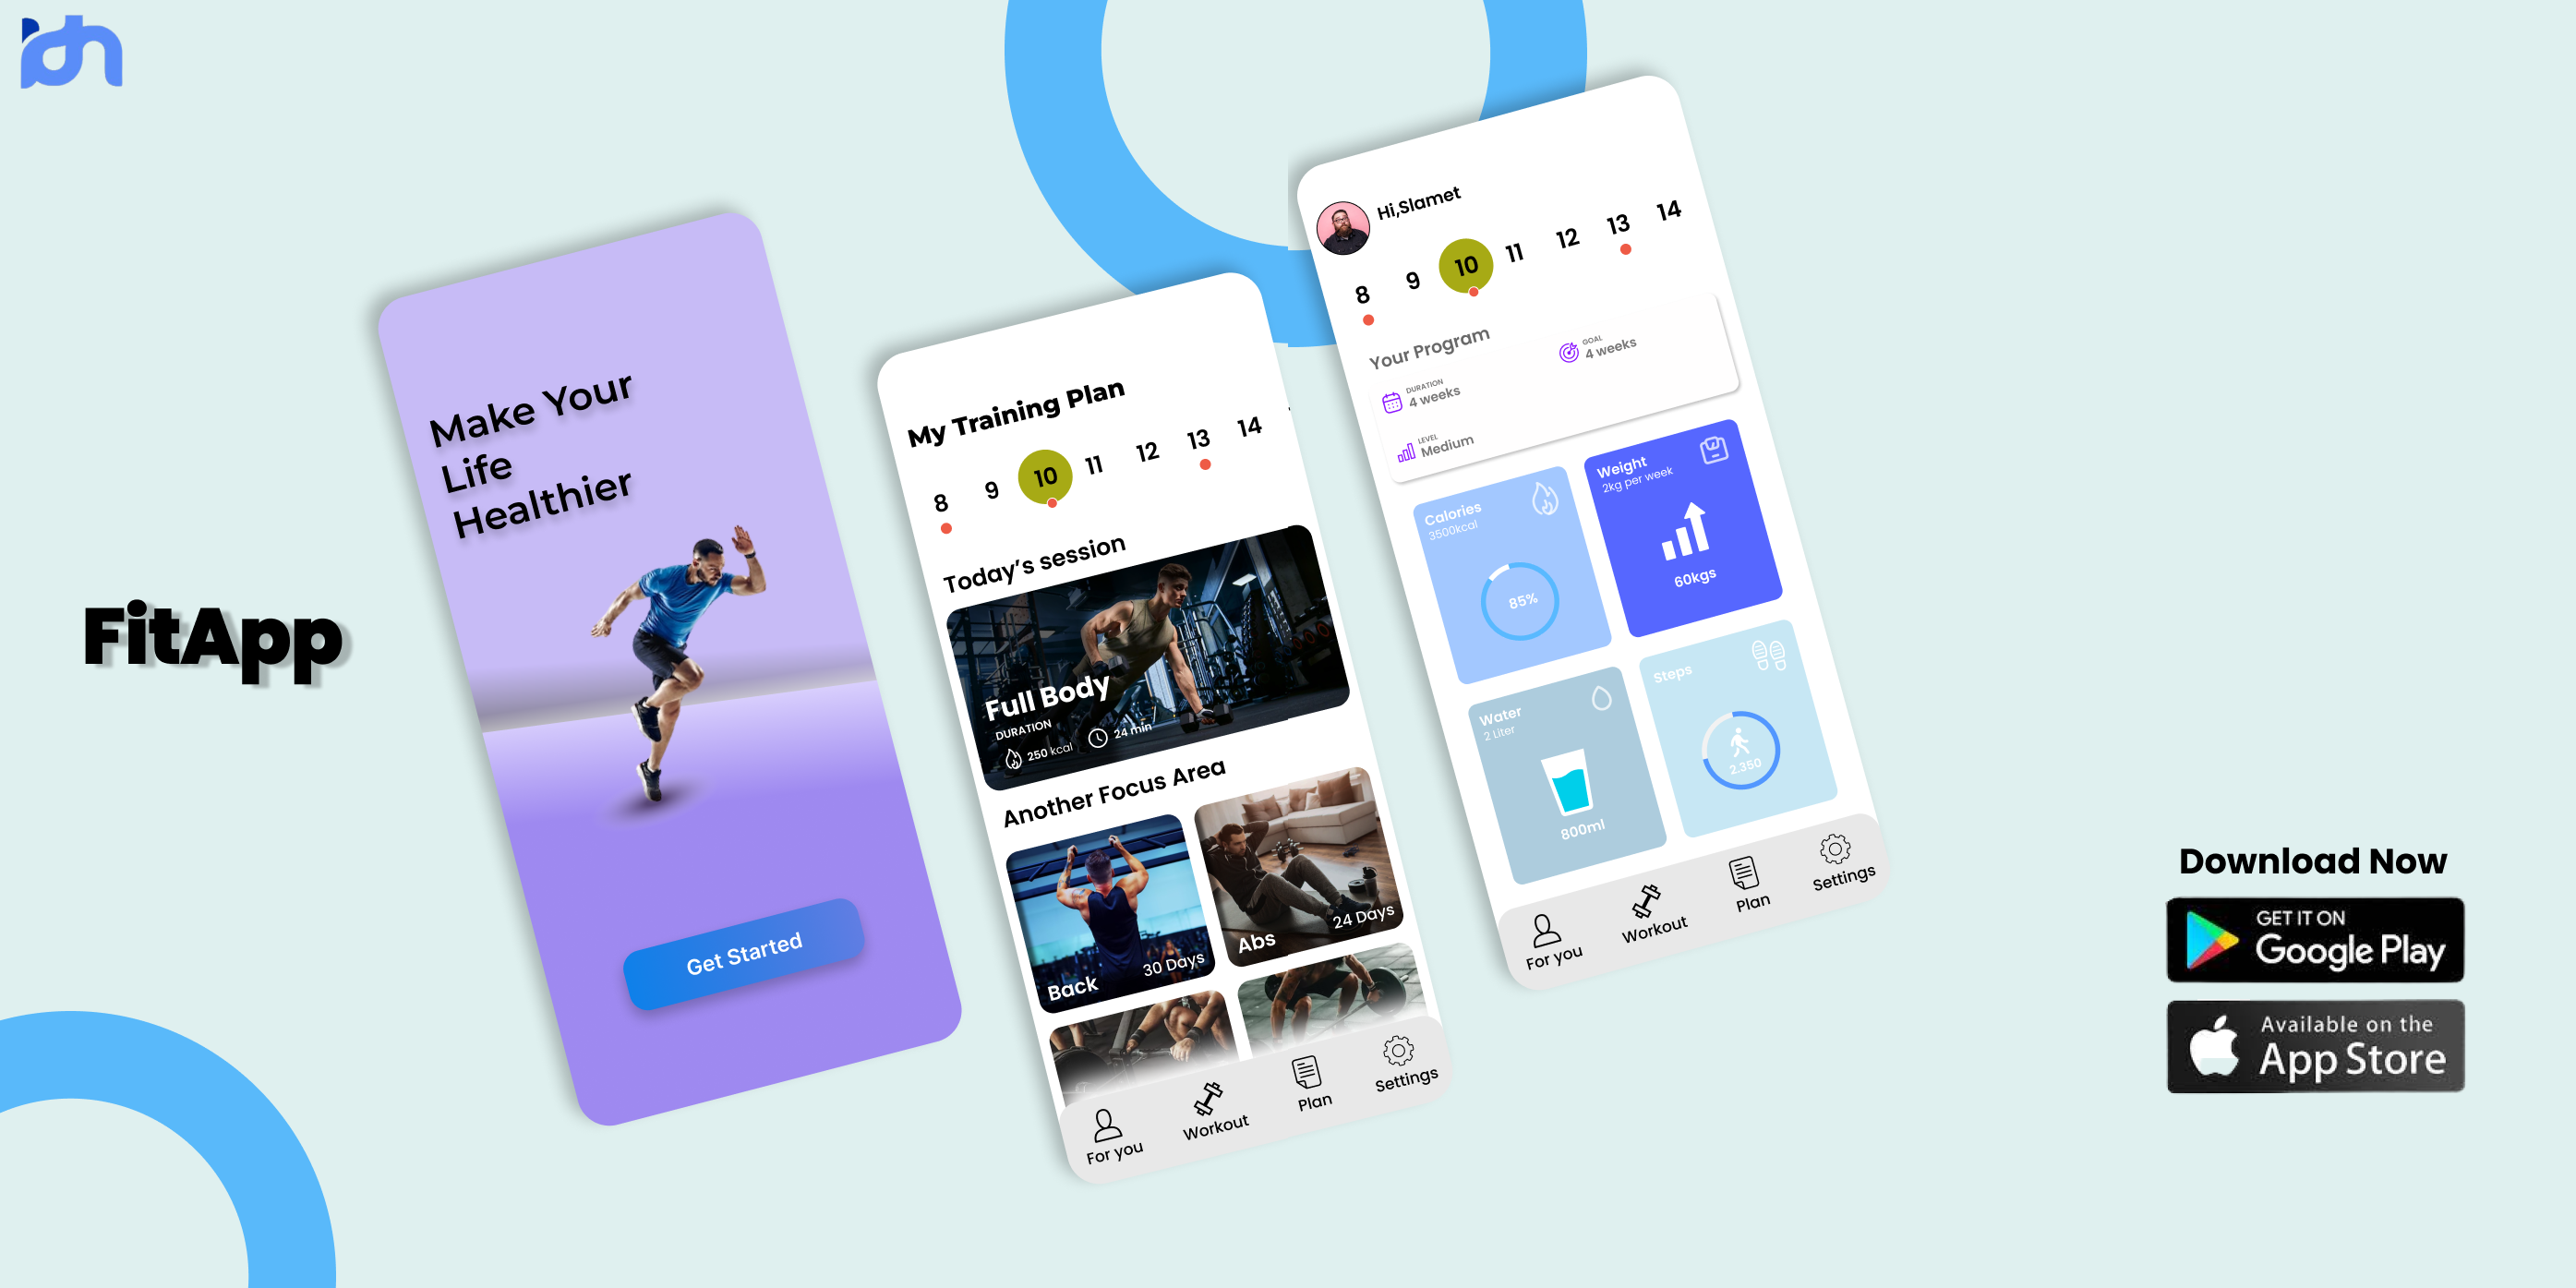 FitApp
Make Your
Life
Healthier
Get Started
My Training Plan
8 9 10 11 12 13 14
Today's session
Full Body
DURATION
250 kcal 24 min
Another Focus Area
Back 30 Days
Abs 24 Days
For you Workout Plan Settings
Hi,Slamet
8 9 10 11 12 13 14
Your Program
DURATION
4 weeks
GOAL
4 weeks
LEVEL
Medium
Calories
3500kcal
85%
Weight
2kg per week
60kgs
Water
2 Liter
800ml
Steps
2.350
For you Workout Plan Settings
Download Now
GET IT ON
Google Play
Available on the
App Store